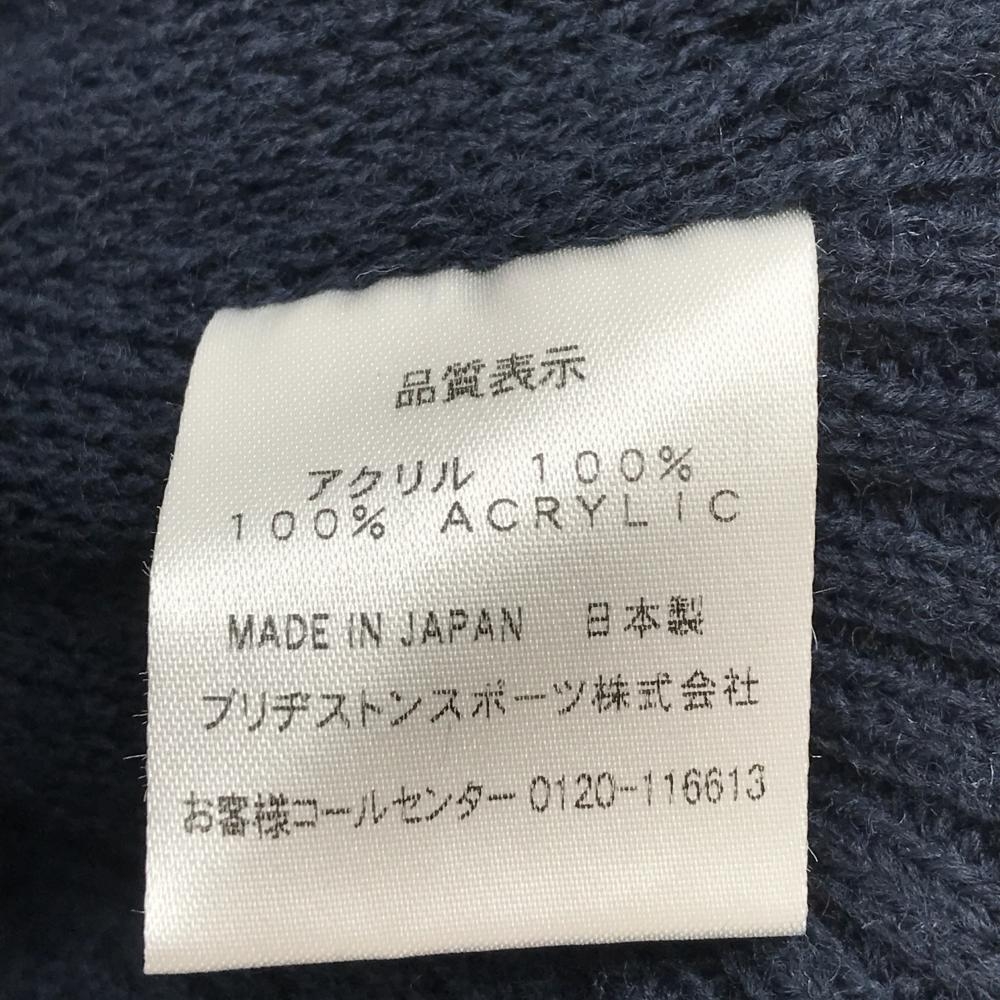 品質表示
アクリル　100%
100%　ACRYLIC
MADE IN JAPAN　日本製
ブリヂストンスポーツ株式会社
お客様コールセンター 0120-116613